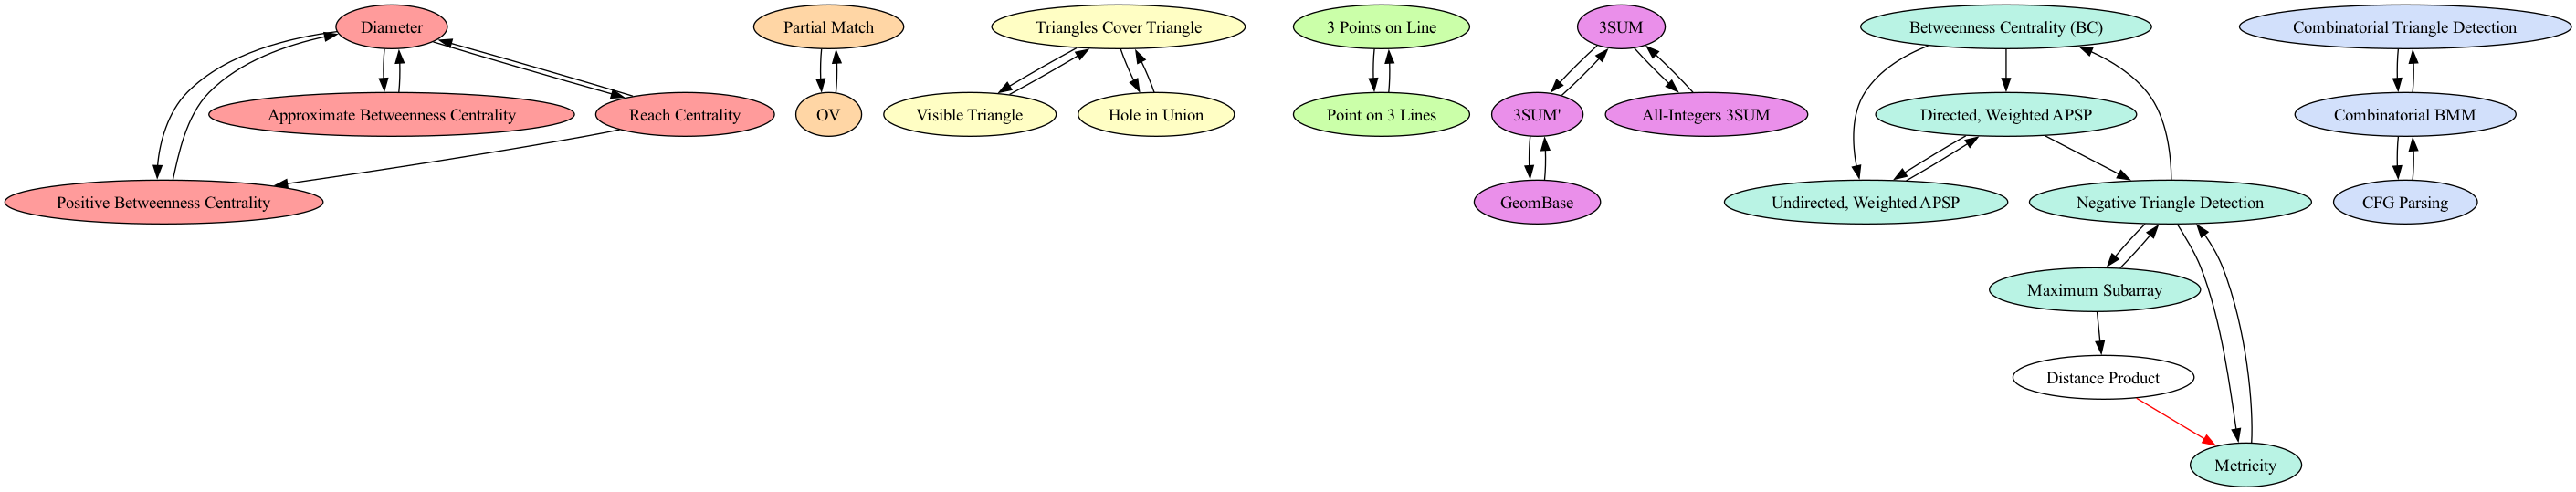 Diameter
Partial Match
Triangles Cover Triangle
3 Points on Line
3SUM
Betweenness Centrality (BC)
Combinatorial Triangle Detection
Approximate Betweenness Centrality
Reach Centrality
OV
Visible Triangle
Hole in Union
Point on 3 Lines
3SUM'
All-Integers 3SUM
Directed, Weighted APSP
Combinatorial BMM
Positive Betweenness Centrality
GeomBase
Undirected, Weighted APSP
Negative Triangle Detection
CFG Parsing
Maximum Subarray
Distance Product
Metricity